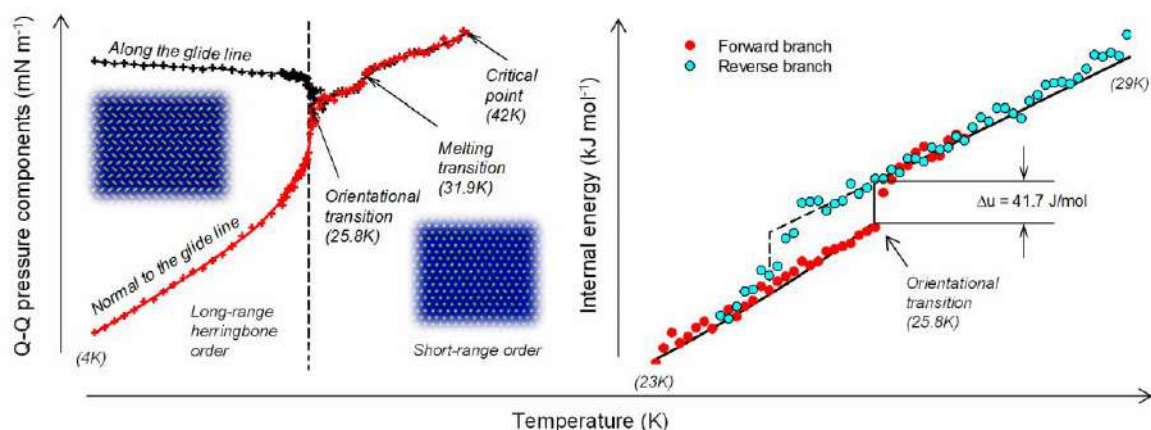 Q-Q pressure components (mN m-1)
Along the glide line
Normal to the glide line
(4K)
Long-range
herringbone
order
Orientational
transition
(25.8K)
Melting
transition
(31.9K)
Critical
point
(42K)
Short-range order
Internal energy (kJ mol-1)
Forward branch
Reverse branch
(29K)
Δu = 41.7 J/mol
Orientational
transition
(25.8K)
(23K)
Temperature (K)